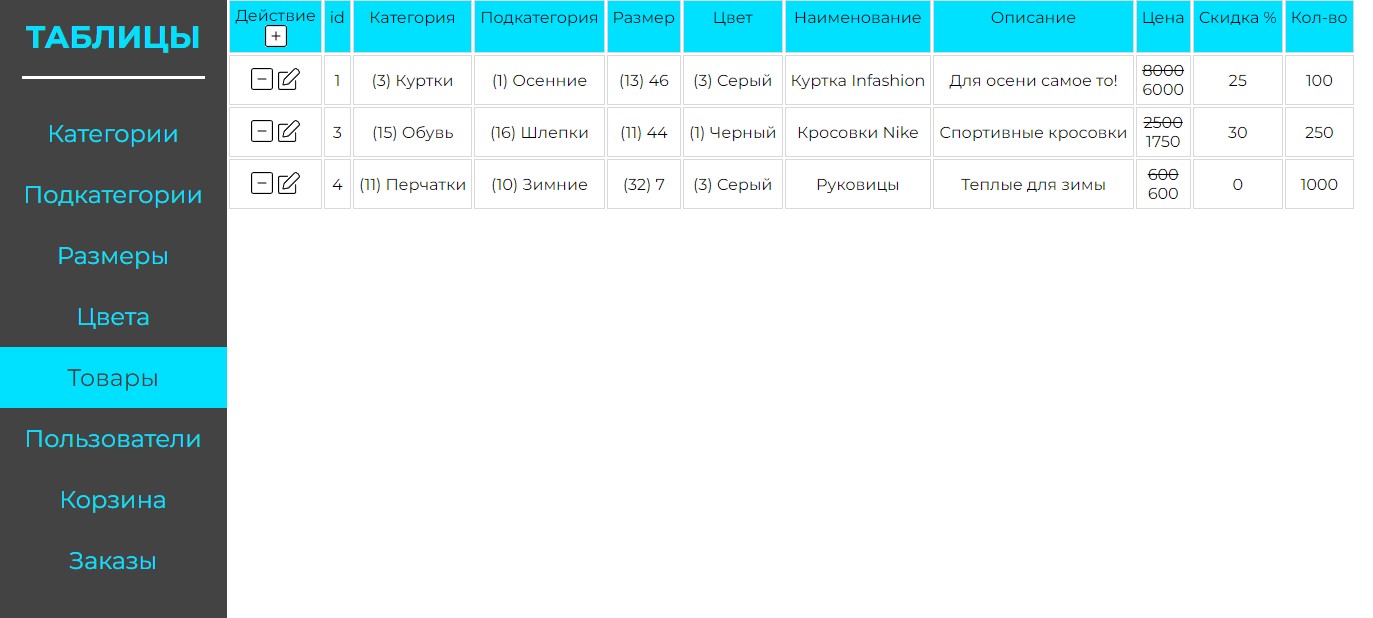 ТАБЛИЦЫ
Категории
Подкатегории
Размеры
Цвета
Товары
Пользователи
Корзина
Заказы
Действие id Категория Подкатегория Размер Цвет Наименование Описание Цена Скидка % Кол-во
1 (3) Куртки (1) Осенние (13) 46 (3) Серый Куртка Infashion Для осени самое то! 8000 25 100
6000
3 (15) Обувь (16) Шлепки (11) 44 (1) Черный Кросовки Nike Спортивные кросовки 2500 30 250
1750
4 (11) Перчатки (10) Зимние (32) 7 (3) Серый Руковицы Теплые для зимы 600 0 1000
600